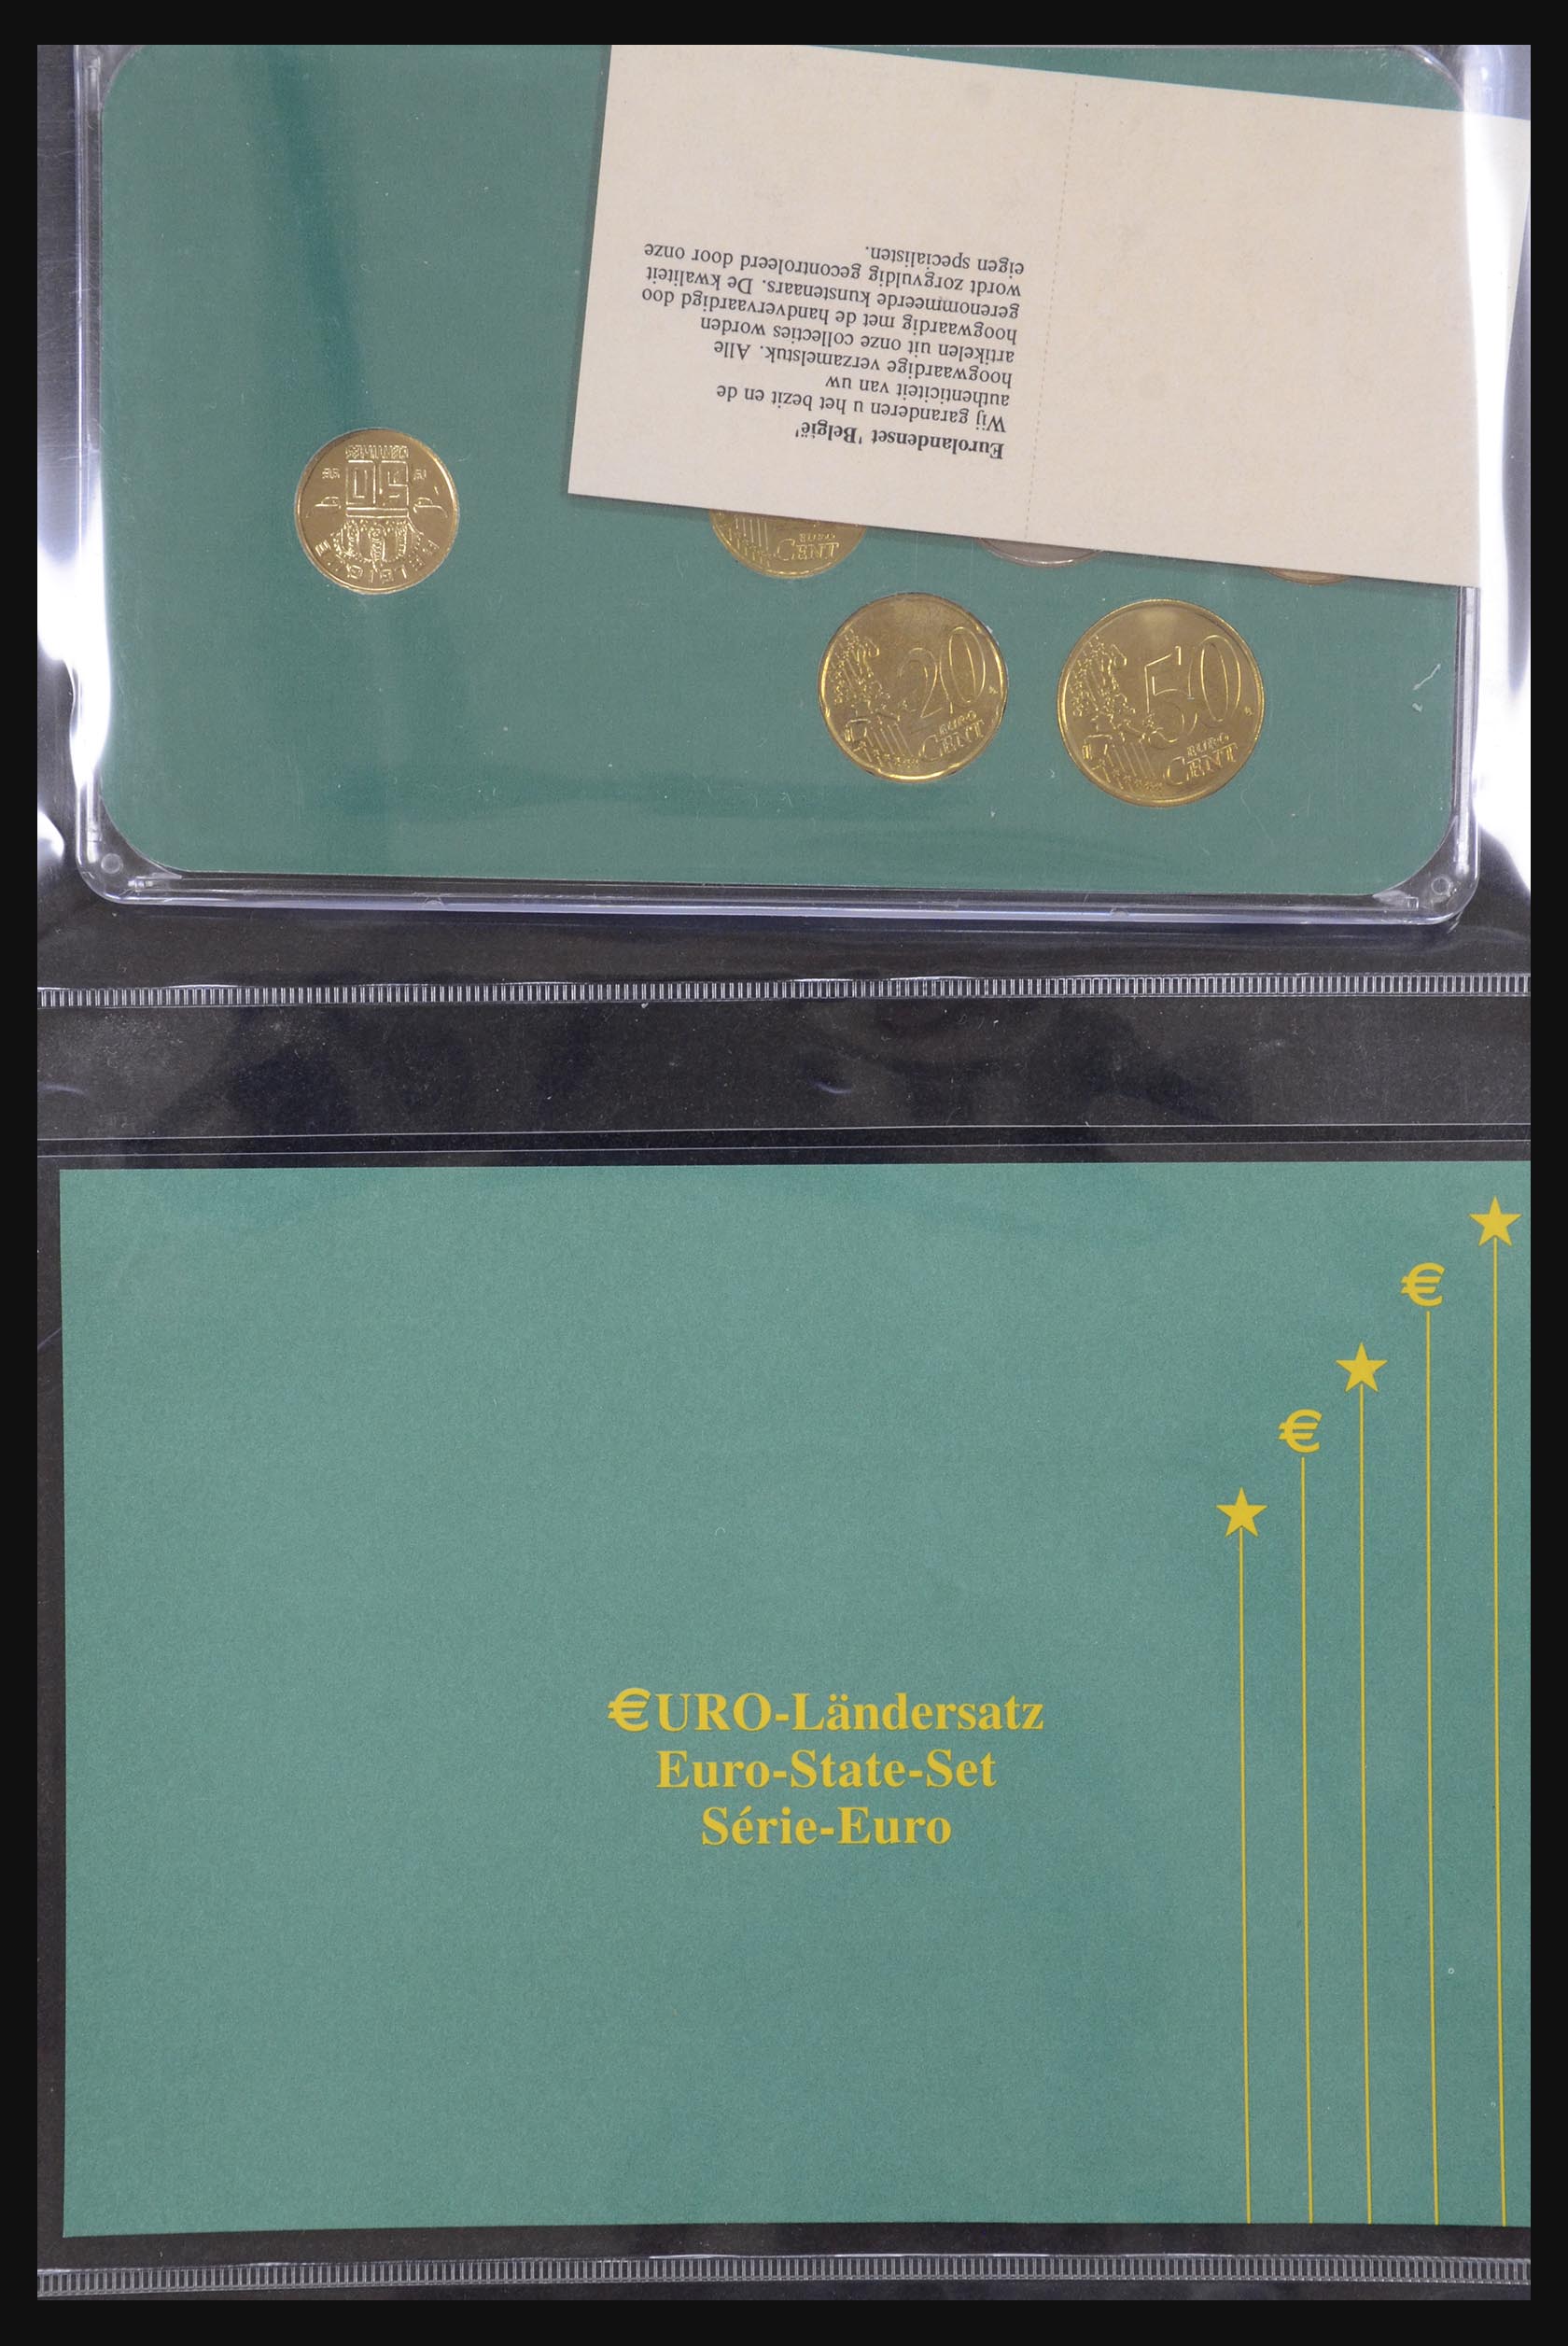 Eurolandenset 'België'
Wij garanderen u het bezit en de
authenticiteit van uw
hoogwaardige verzamelstuk. Alle
artikelen uit onze collecties worden
hoogwaardig met de handvervaardigd doo
gerenommeerde kunstenaars. De kwaliteit
wordt zorgvuldig gecontroleerd door onze
eigen specialisten.
EURO
CENT
20
EURO
CENT
50
EURO
CENT
€URO-Ländersatz
Euro-State-Set
Série-Euro
€
€